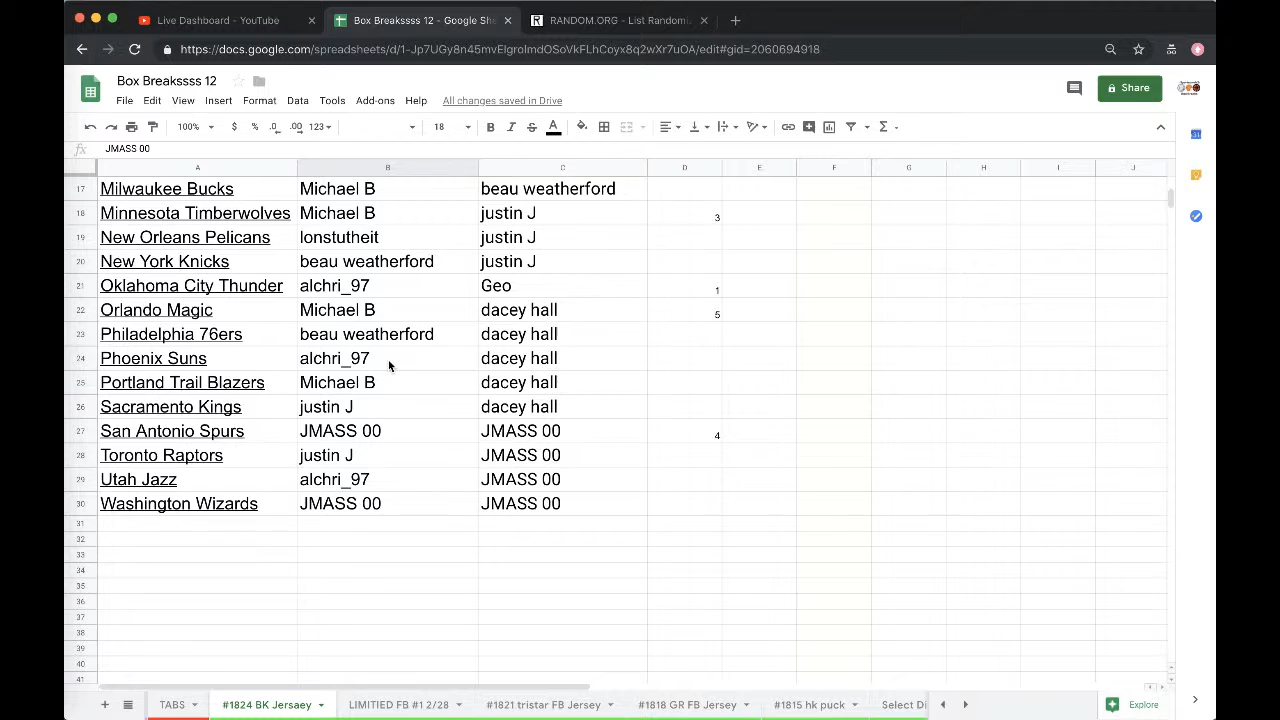 Live Dashboard - YouTube
Box Breakssss 12 - Google She
RANDOM.ORG - List Randomi
https://docs.google.com/spreadsheets/d/1-Jp7UGy8n45mvElgroImdOSoVkFLhCoyx8q2wXr7uOA/edit#gid=2060694918
Box Breakssss 12
File Edit View Insert Format Data Tools Add-ons Help All changes saved in Drive
Share
100% $ % .0 .00 123 18 B I S A
fx JMASS 00
A B C D E F G H I J
17 Milwaukee Bucks Michael B beau weatherford
18 Minnesota Timberwolves Michael B justin J 3
19 New Orleans Pelicans lonstutheit justin J
20 New York Knicks beau weatherford justin J
21 Oklahoma City Thunder alchri_97 Geo 1
22 Orlando Magic Michael B dacey hall 5
23 Philadelphia 76ers beau weatherford dacey hall
24 Phoenix Suns alchri_97 dacey hall
25 Portland Trail Blazers Michael B dacey hall
26 Sacramento Kings justin J dacey hall
27 San Antonio Spurs JMASS 00 JMASS 00 4
28 Toronto Raptors justin J JMASS 00
29 Utah Jazz alchri_97 JMASS 00
30 Washington Wizards JMASS 00 JMASS 00
31
32
33
34
35
36
37
38
39
40
41
TABS #1824 BK Jersaey LIMITIED FBOTI 2/28 #1821 tristar FB Jersey #1818 GR FB Jersey #1815 hk puck Select Di
Explore